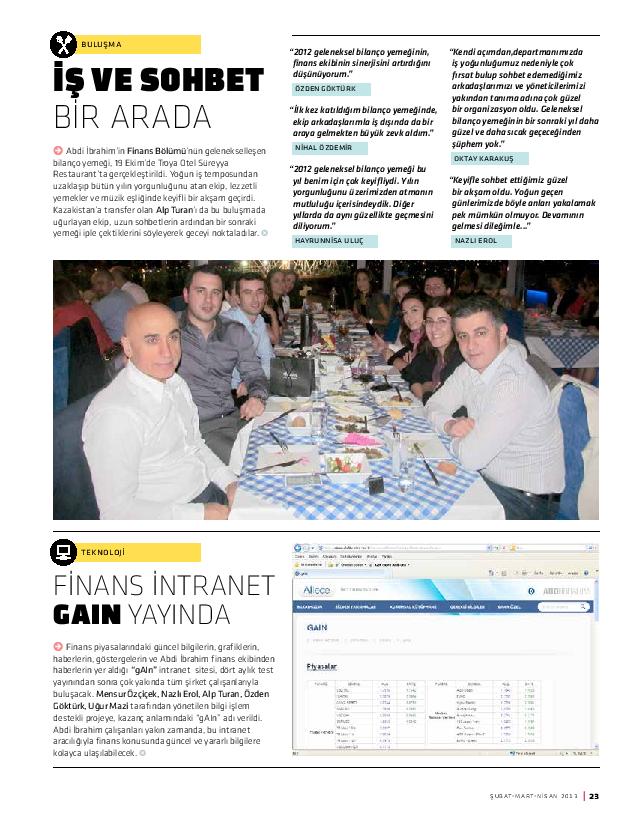 BULUŞMA
İŞ VE SOHBET
BİR ARADA
Abdi İbrahim'in Finans Bölümü'nün gelenekselleşen
bilanço yemeği, 19 Ekim'de Troya Otel Süreyya
Restaurant'ta gerçekleştirildi. Yoğun iş temposundan
uzaklaşıp bütün yılın yorgunluğunu atan ekip, lezzetli
yemekler ve müzik eşliğinde keyifli bir akşam geçirdi.
Kazakistan'a transfer olan Alp Turan'ı da bu buluşmada
uğurlayan ekip, uzun sohbetlerin ardından bir sonraki
yemeği iple çektiklerini söyleyerek geceyi noktaladılar.
"2012 geleneksel bilanço yemeğinin,
finans ekibinin sinerjisini artırdığını
düşünüyorum."
ÖZDEN GÖKTÜRK
"İlk kez katıldığım bilanço yemeğinde,
ekip arkadaşlarımla iş dışında da bir
araya gelmekten büyük zevk aldım."
NİHAL ÖZDEMİR
"2012 geleneksel bilanço yemeği bu
yıl benim için çok keyifliydi. Yılın
yorgunluğunu üzerimizden atmanın
mutluluğu içerisindeydik. Diğer
yıllarda da aynı güzellikte geçmesini
diliyorum."
HAYRUNNİSA ULUÇ
"Kendi açımdan,departmanımızda
iş yoğunluğumuz nedeniyle çok
fırsat bulup sohbet edemediğimiz
arkadaşlarımızı ve yöneticilerimizi
yakından tanıma adına çok güzel
bir organizasyon oldu. Geleneksel
bilanço yemeğinin bir sonraki yıl daha
güzel ve daha sıcak geçeceğinden
şüphem yok."
OKTAY KARAKUŞ
"Keyifle sohbet ettiğimiz güzel
bir akşam oldu. Yoğun geçen
günlerimizde böyle anları yakalamak
pek mümkün olmuyor. Devamının
gelmesi dileğimle..."
NAZLI EROL
TEKNOLOJİ
FİNANS İNTRANET
GAIN YAYINDA
Finans piyasalarındaki güncel bilgilerin, grafiklerin,
haberlerin, göstergelerin ve Abdi İbrahim finans ekibinden
haberlerin yer aldığı "gAIn" intranet sitesi, dört aylık test
yayınından sonra çok yakında tüm şirket çalışanlarıyla
buluşacak. Mensur Özçiçek, Nazlı Erol, Alp Turan, Özden
Göktürk, Uğur Mazi tarafından yönetilen bilgi işlem
destekli projeye, kazanç anlamındaki "gAIn" adı verildi.
Abdi İbrahim çalışanları yakın zamanda, bu intranet
aracılığıyla finans konusunda güncel ve yararlı bilgilere
kolayca ulaşılabilecek.
Ailece
GAIN
Piyasalar
ŞUBAT-MART-NİSAN 2013 | 23